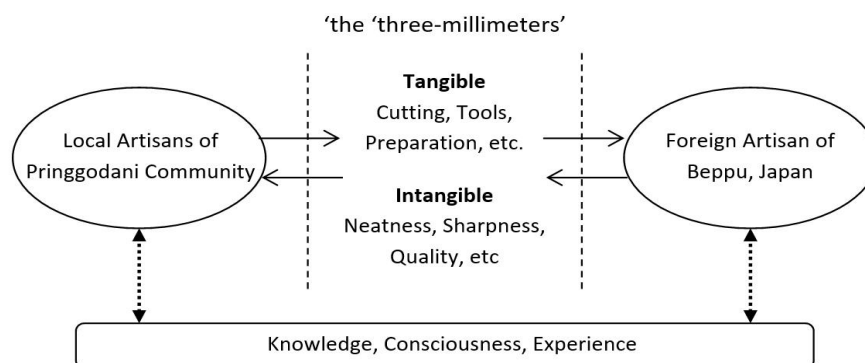 ‘the ‘three-millimeters’
Tangible
Cutting, Tools,
Preparation, etc.
Local Artisans of
Pringgodani Community
Foreign Artisan of
Beppu, Japan
Intangible
Neatness, Sharpness,
Quality, etc
Knowledge, Consciousness, Experience